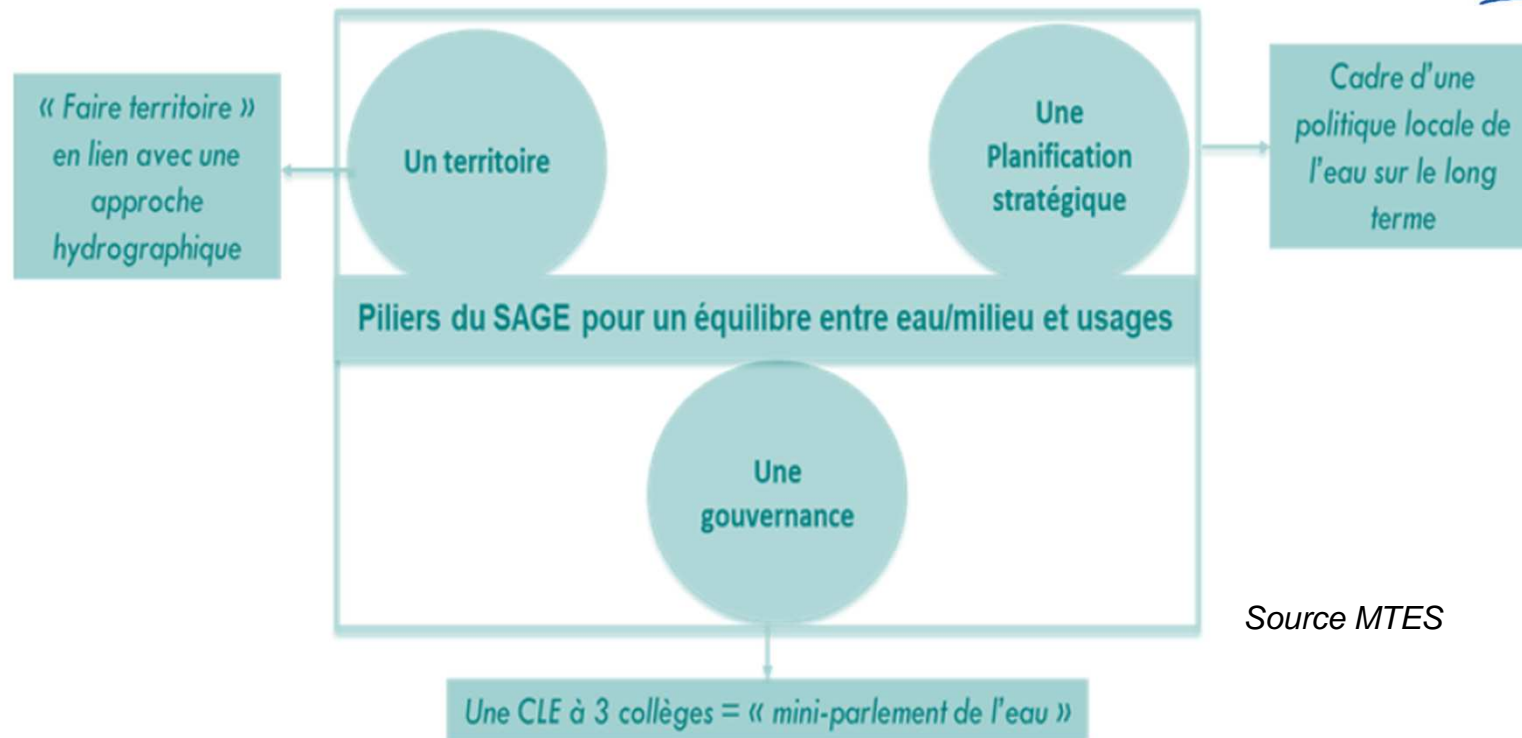 « Faire territoire »
en lien avec une
approche
hydrographique
Un territoire
Une
Planification
stratégique
Cadre d'une
politique locale de
l'eau sur le long
terme
Piliers du SAGE pour un équilibre entre eau/milieu et usages
Une
gouvernance
Source MTES
Une CLE à 3 collèges = « mini-parlement de l'eau »